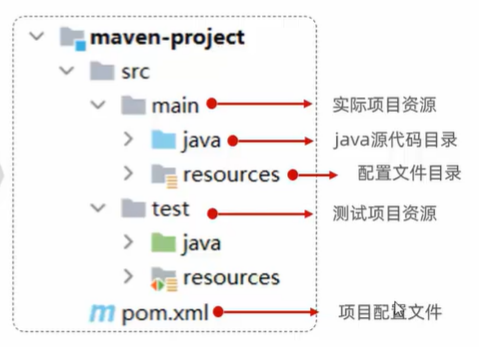 maven-project
src
main 实际项目资源
java java源代码目录
resources 配置文件目录
test 测试项目资源
java
resources
pom.xml 项目配置文件